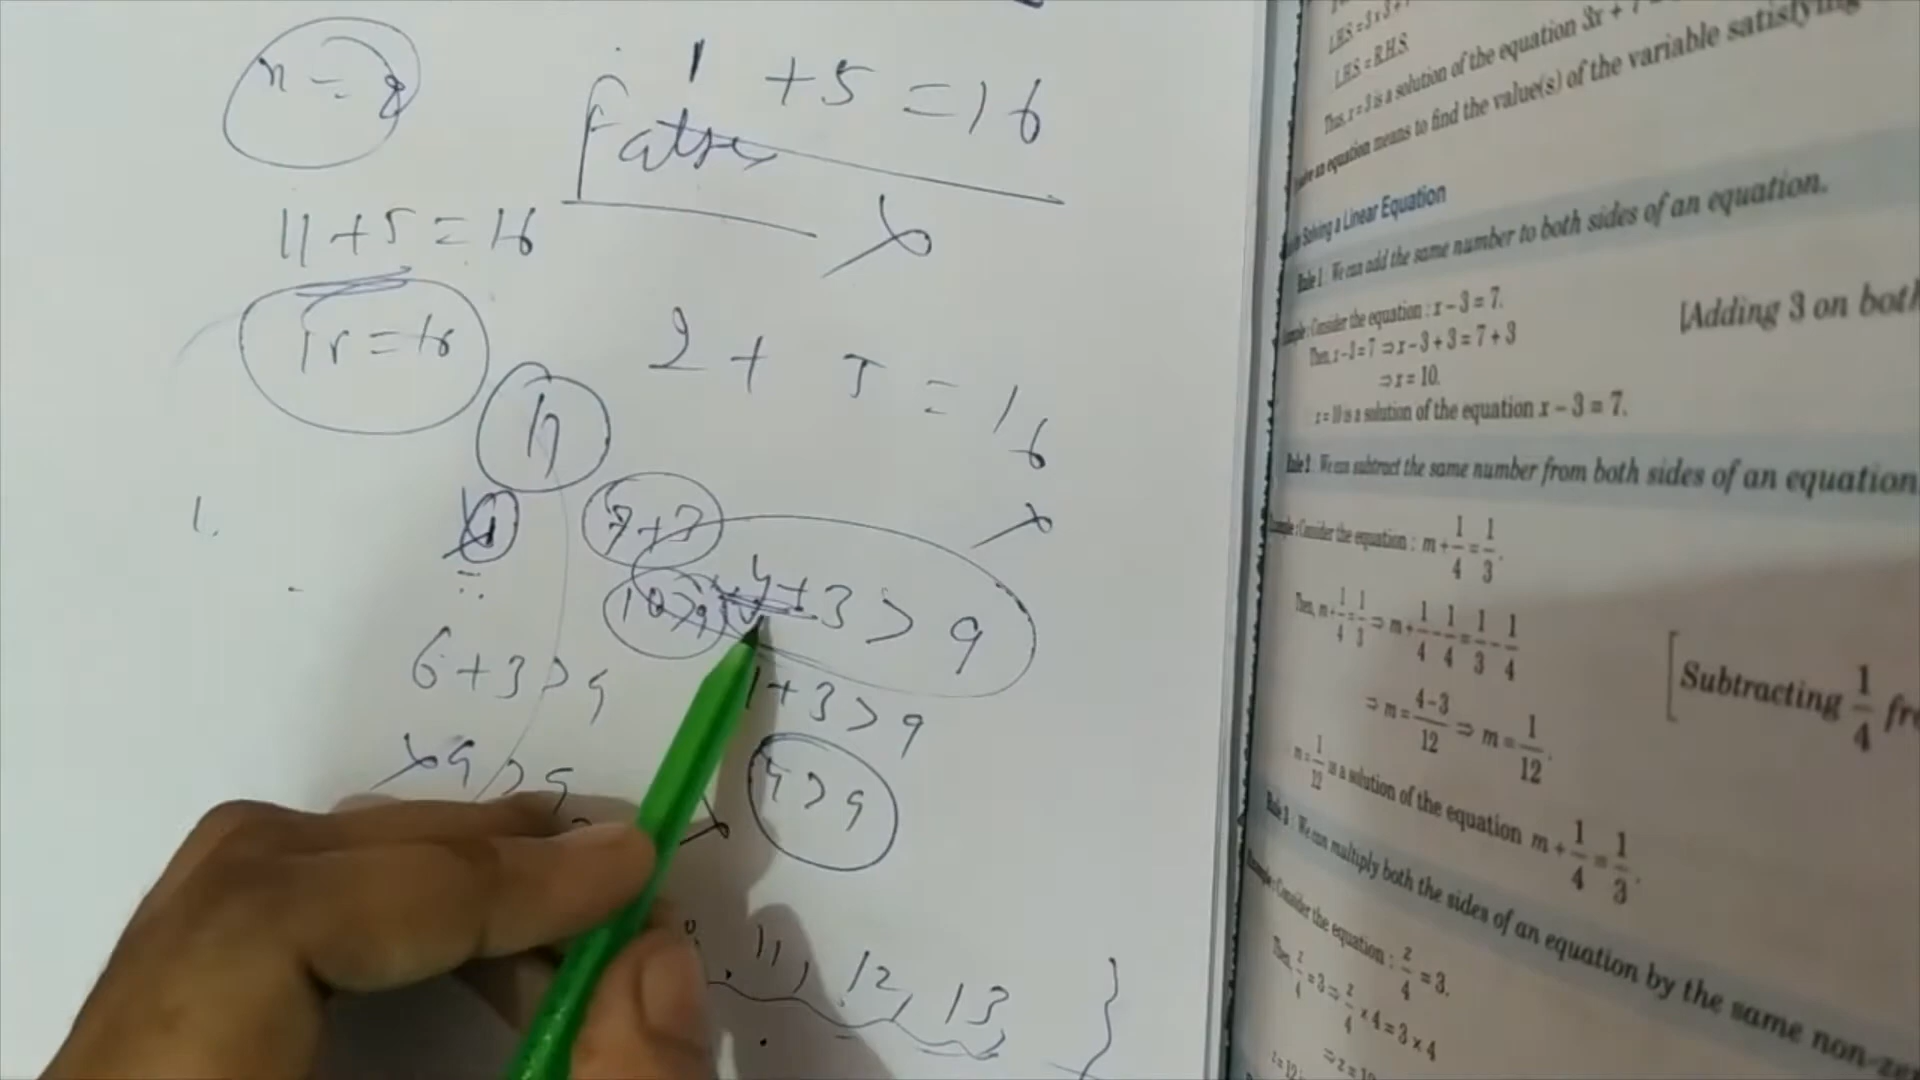 1 + 5 = 16
False
11 + 5 = 16
2 + 5 = 16
11
7 + 3
10 > 9
y + 3 > 9
6 + 3 > 9
1 + 3 > 9
9 > 9
4 > 9
11, 12, 13
L.H.S. = R.H.S.
Thus, x = 3 is a solution of the equation 3x + 7
an equation means to find the value(s) of the variable satisfying
Solving a Linear Equation
Rule 1 : We can add the same number to both sides of an equation.
Example : Consider the equation : x – 3 = 7.
[Adding 3 on both
Then, x – 3 = 7 ⇒ x – 3 + 3 = 7 + 3
⇒ x = 10.
x = 10 is a solution of the equation x – 3 = 7.
Rule 2 : We can subtract the same number from both sides of an equation
Example : Consider the equation : m + 1/4 = 1/3.
Then, m + 1/4 = 1/3 ⇒ m + 1/4 – 1/4 = 1/3 – 1/4
[Subtracting 1/4 fr
⇒ m = 4–3/12 ⇒ m = 1/12.
m = 1/12 is a solution of the equation m + 1/4 = 1/3.
Rule 3 : We can multiply both the sides of an equation by the same non-ze
Example : Consider the equation : z/4 = 3.
Then, z/4 = 3 ⇒ z/4 × 4 = 3 × 4